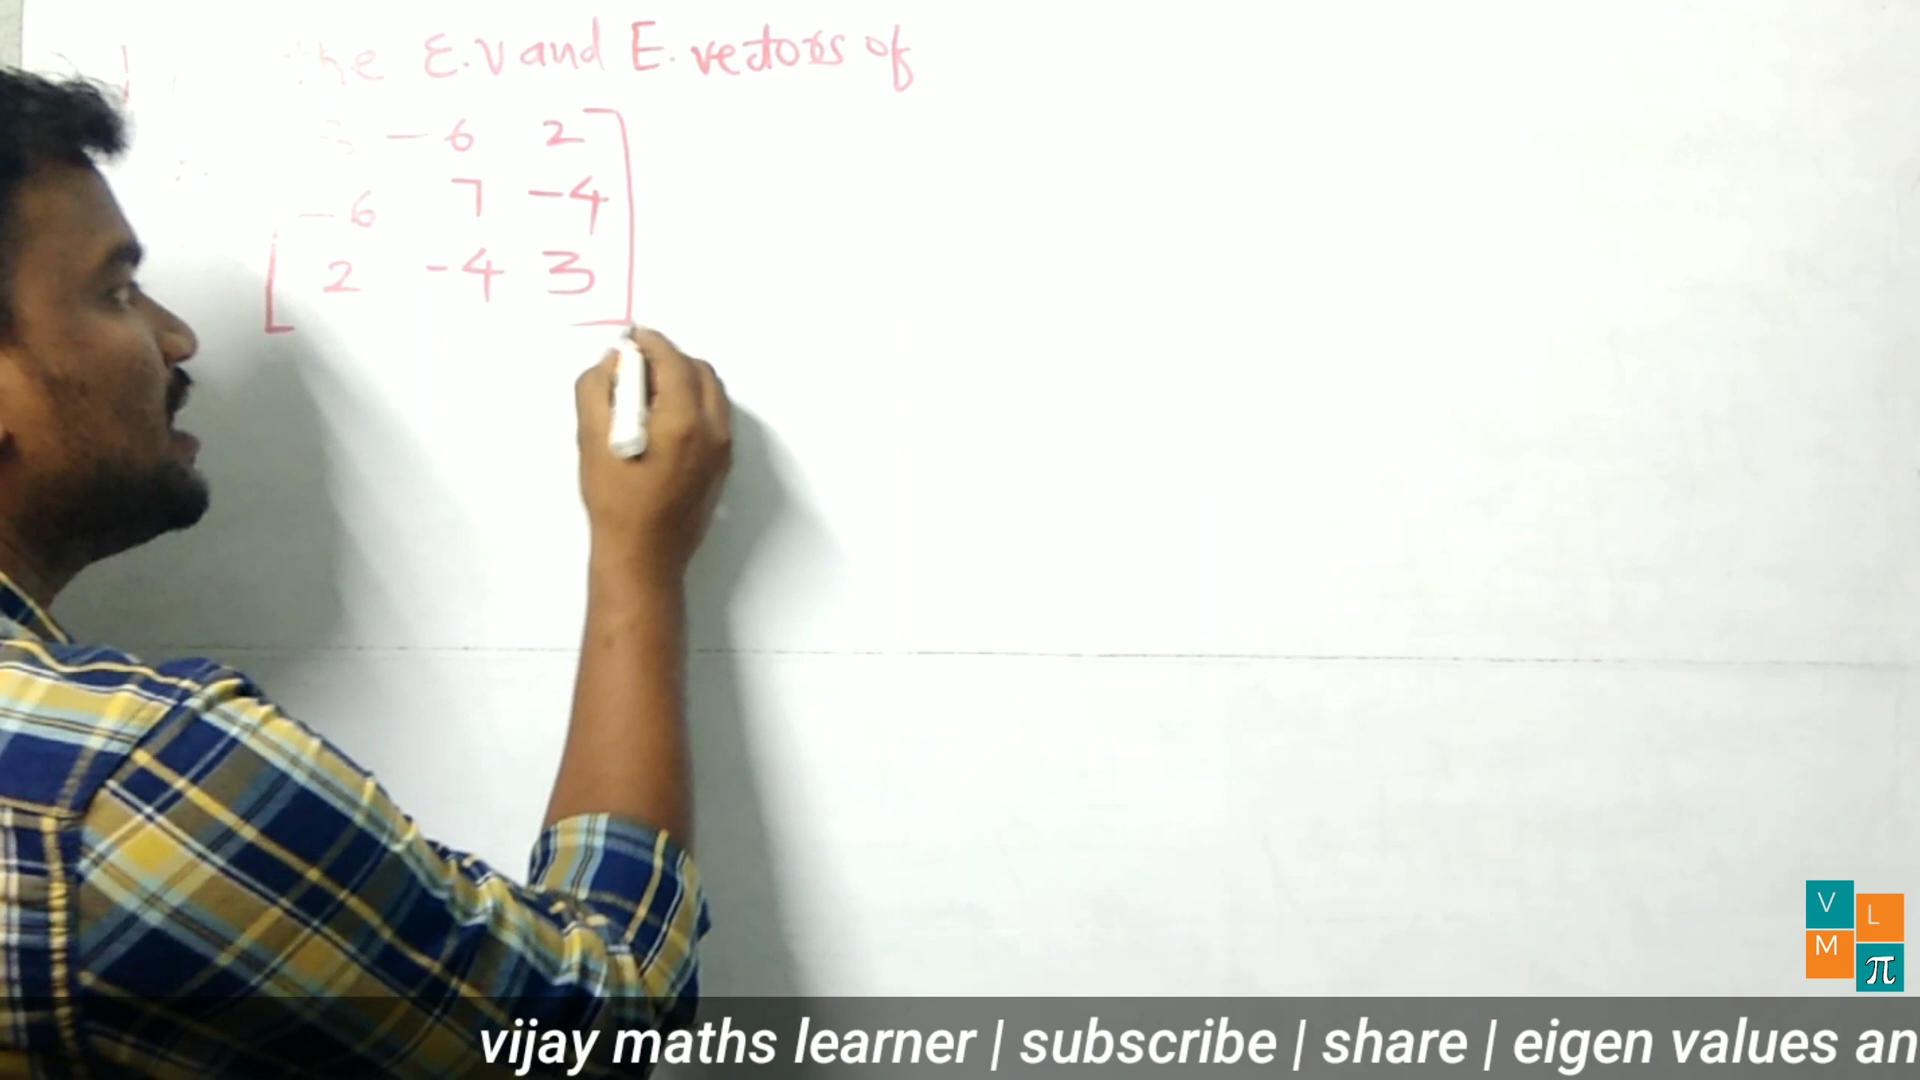 the E.V and E.vectors of
- 6 2
-6 7 -4
2 -4 3
V L
M π
vijay maths learner | subscribe | share | eigen values an